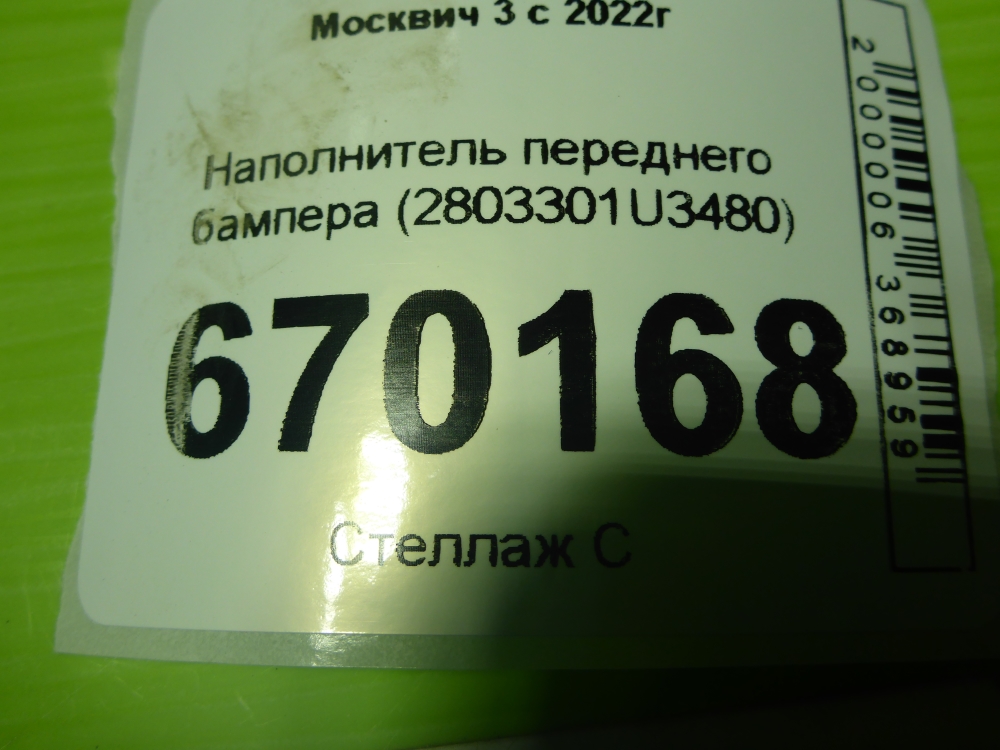 Москвич 3 с 2022г
Наполнитель переднего
бампера (2803301U3480)
670168
Стеллаж С
2000006368959